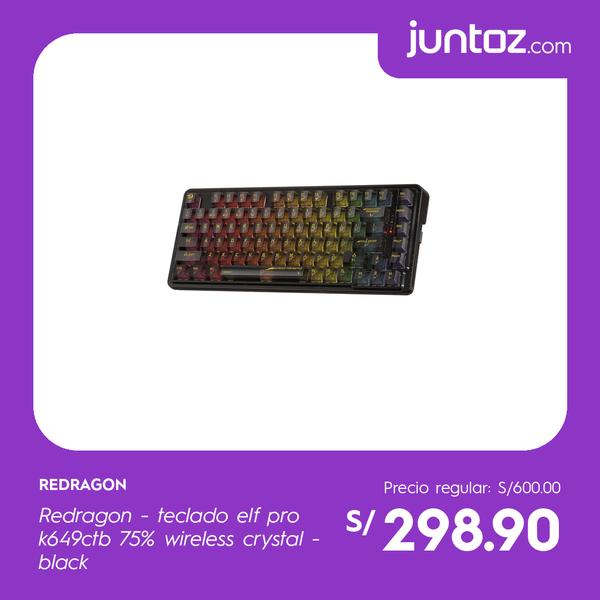 juntoz.com
REDRAGON
Redragon - teclado elf pro
k649ctb 75% wireless crystal -
black
Precio regular: S/600.00
S/298.90